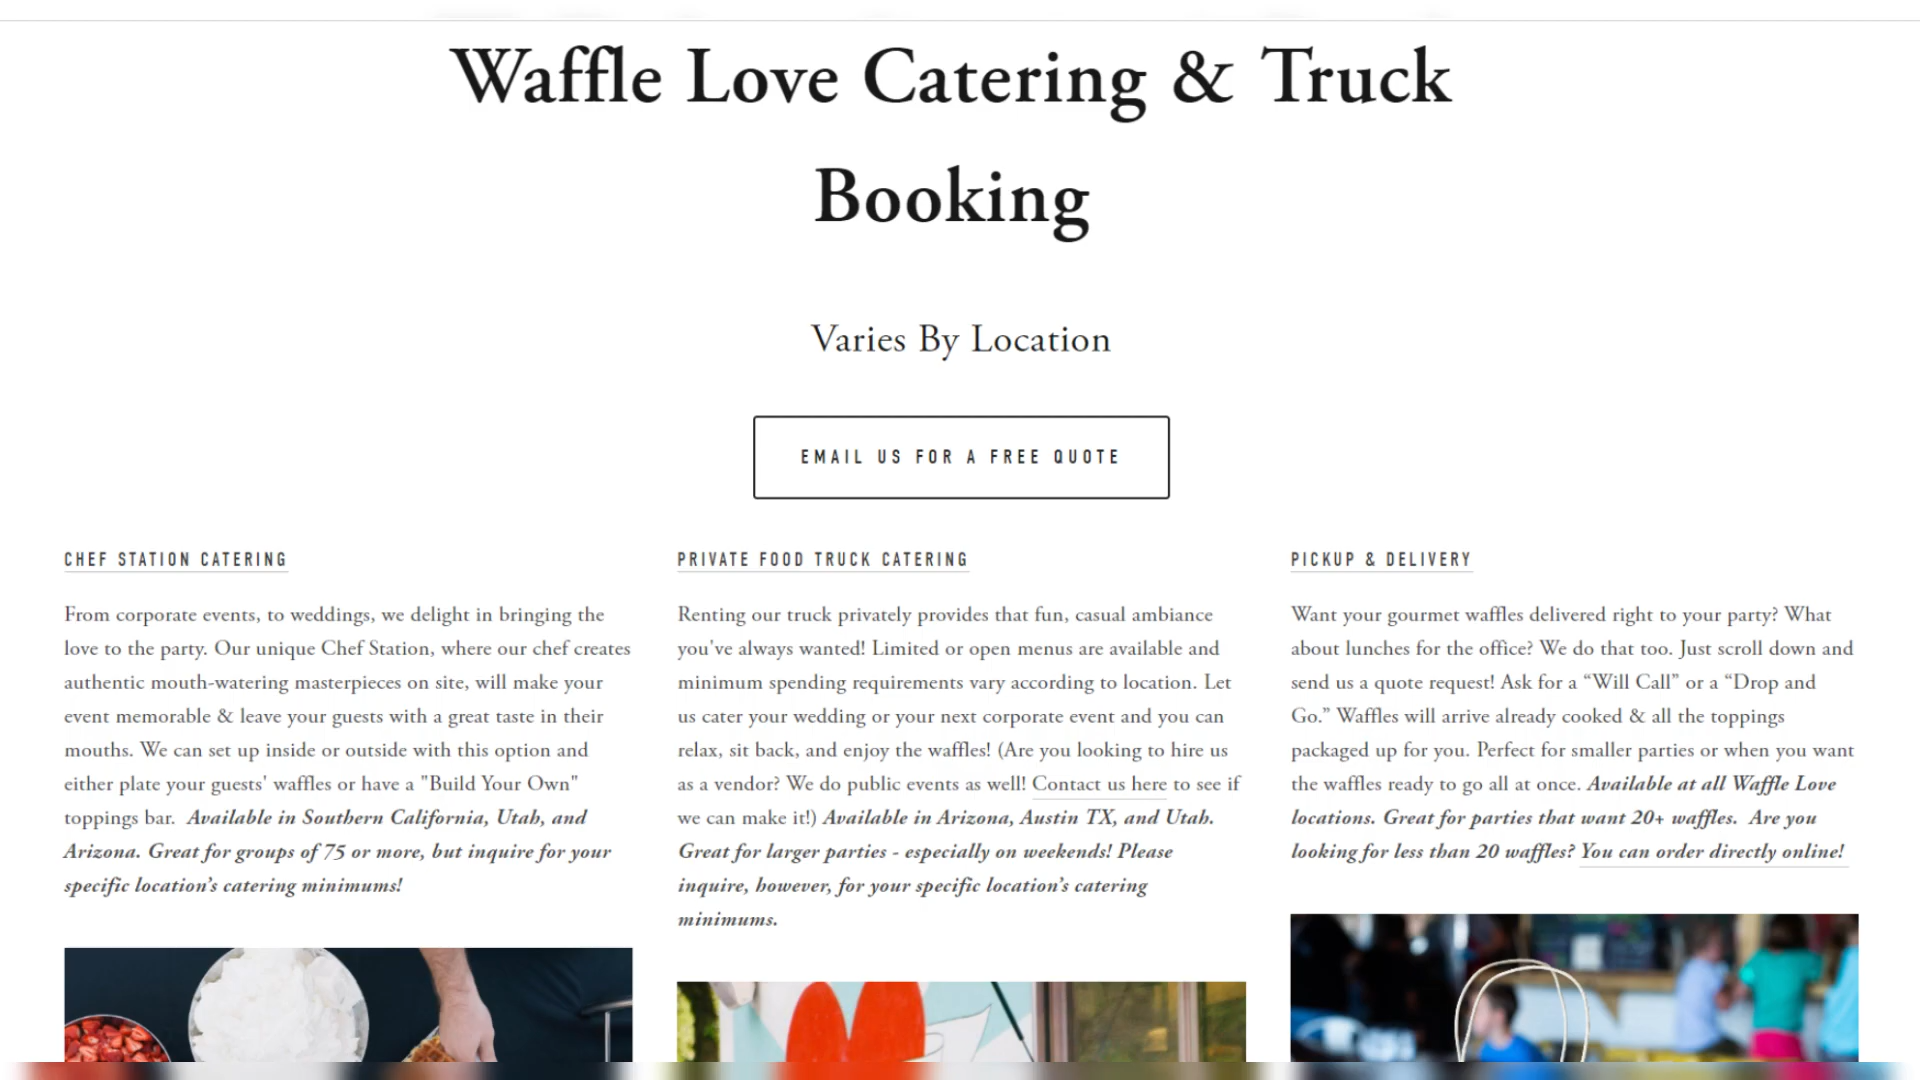 Waffle Love Catering & Truck
Booking
Varies By Location
EMAIL US FOR A FREE QUOTE
CHEF STATION CATERING
From corporate events, to weddings, we delight in bringing the
love to the party. Our unique Chef Station, where our chef creates
authentic mouth-watering masterpieces on site, will make your
event memorable & leave your guests with a great taste in their
mouths. We can set up inside or outside with this option and
either plate your guests' waffles or have a "Build Your Own"
toppings bar. Available in Southern California, Utah, and
Arizona. Great for groups of 75 or more, but inquire for your
specific location’s catering minimums!
PRIVATE FOOD TRUCK CATERING
Renting our truck privately provides that fun, casual ambiance
you've always wanted! Limited or open menus are available and
minimum spending requirements vary according to location. Let
us cater your wedding or your next corporate event and you can
relax, sit back, and enjoy the waffles! (Are you looking to hire us
as a vendor? We do public events as well! Contact us here to see if
we can make it!) Available in Arizona, Austin TX, and Utah.
Great for larger parties - especially on weekends! Please
inquire, however, for your specific location’s catering
minimums.
PICKUP & DELIVERY
Want your gourmet waffles delivered right to your party? What
about lunches for the office? We do that too. Just scroll down and
send us a quote request! Ask for a “Will Call” or a “Drop and
Go.” Waffles will arrive already cooked & all the toppings
packaged up for you. Perfect for smaller parties or when you want
the waffles ready to go all at once. Available at all Waffle Love
locations. Great for parties that want 20+ waffles. Are you
looking for less than 20 waffles? You can order directly online!